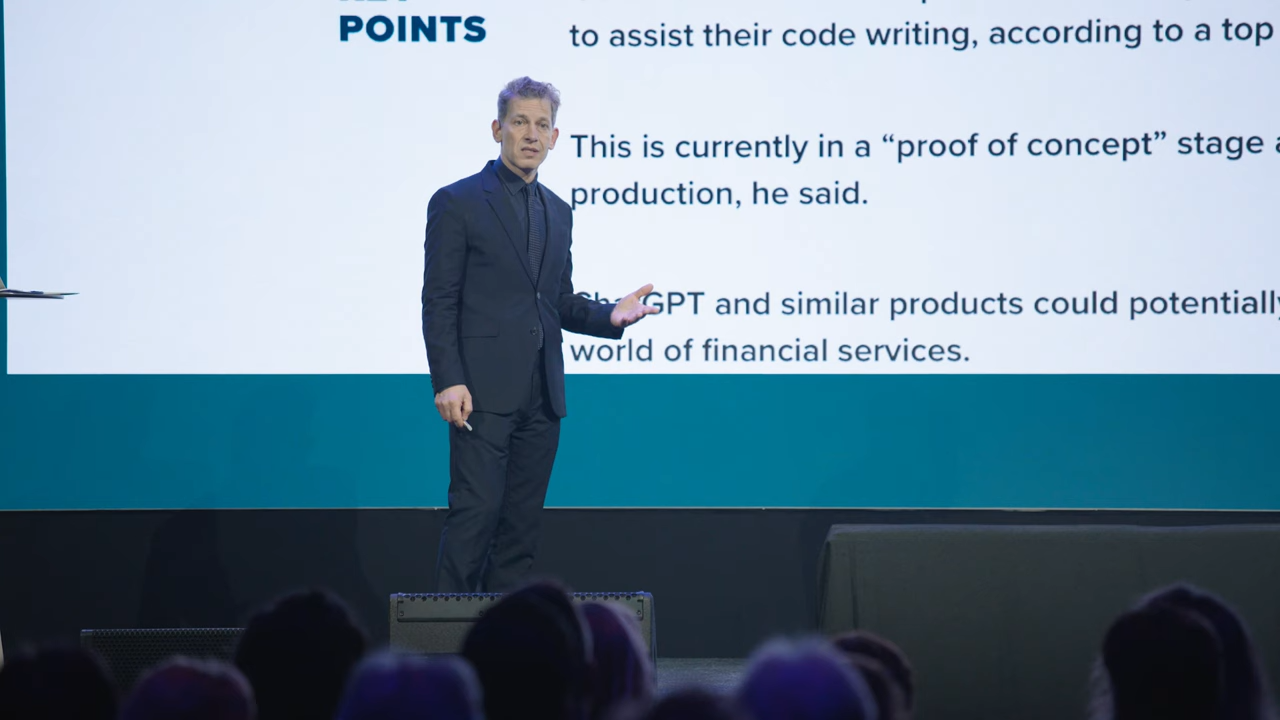 POINTS
to assist their code writing, according to a top
This is currently in a “proof of concept” stage
production, he said.
ChatGPT and similar products could potentially
world of financial services.